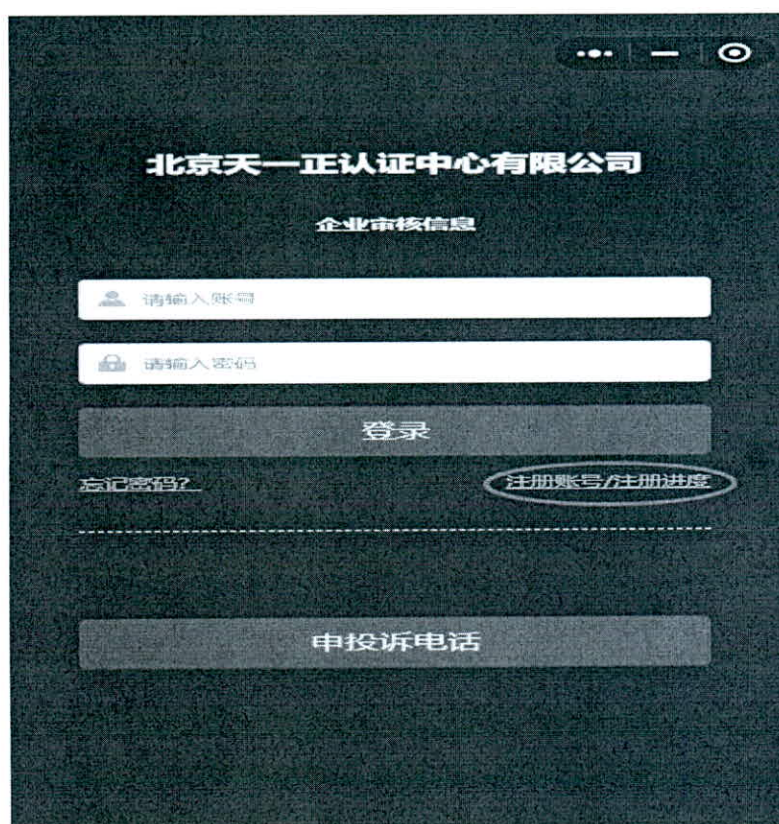 北京天一正认证中心有限公司
企业审核信息
请输入账号
请输入密码
登录
忘记密码? 注册账号/注册进度
申投诉电话